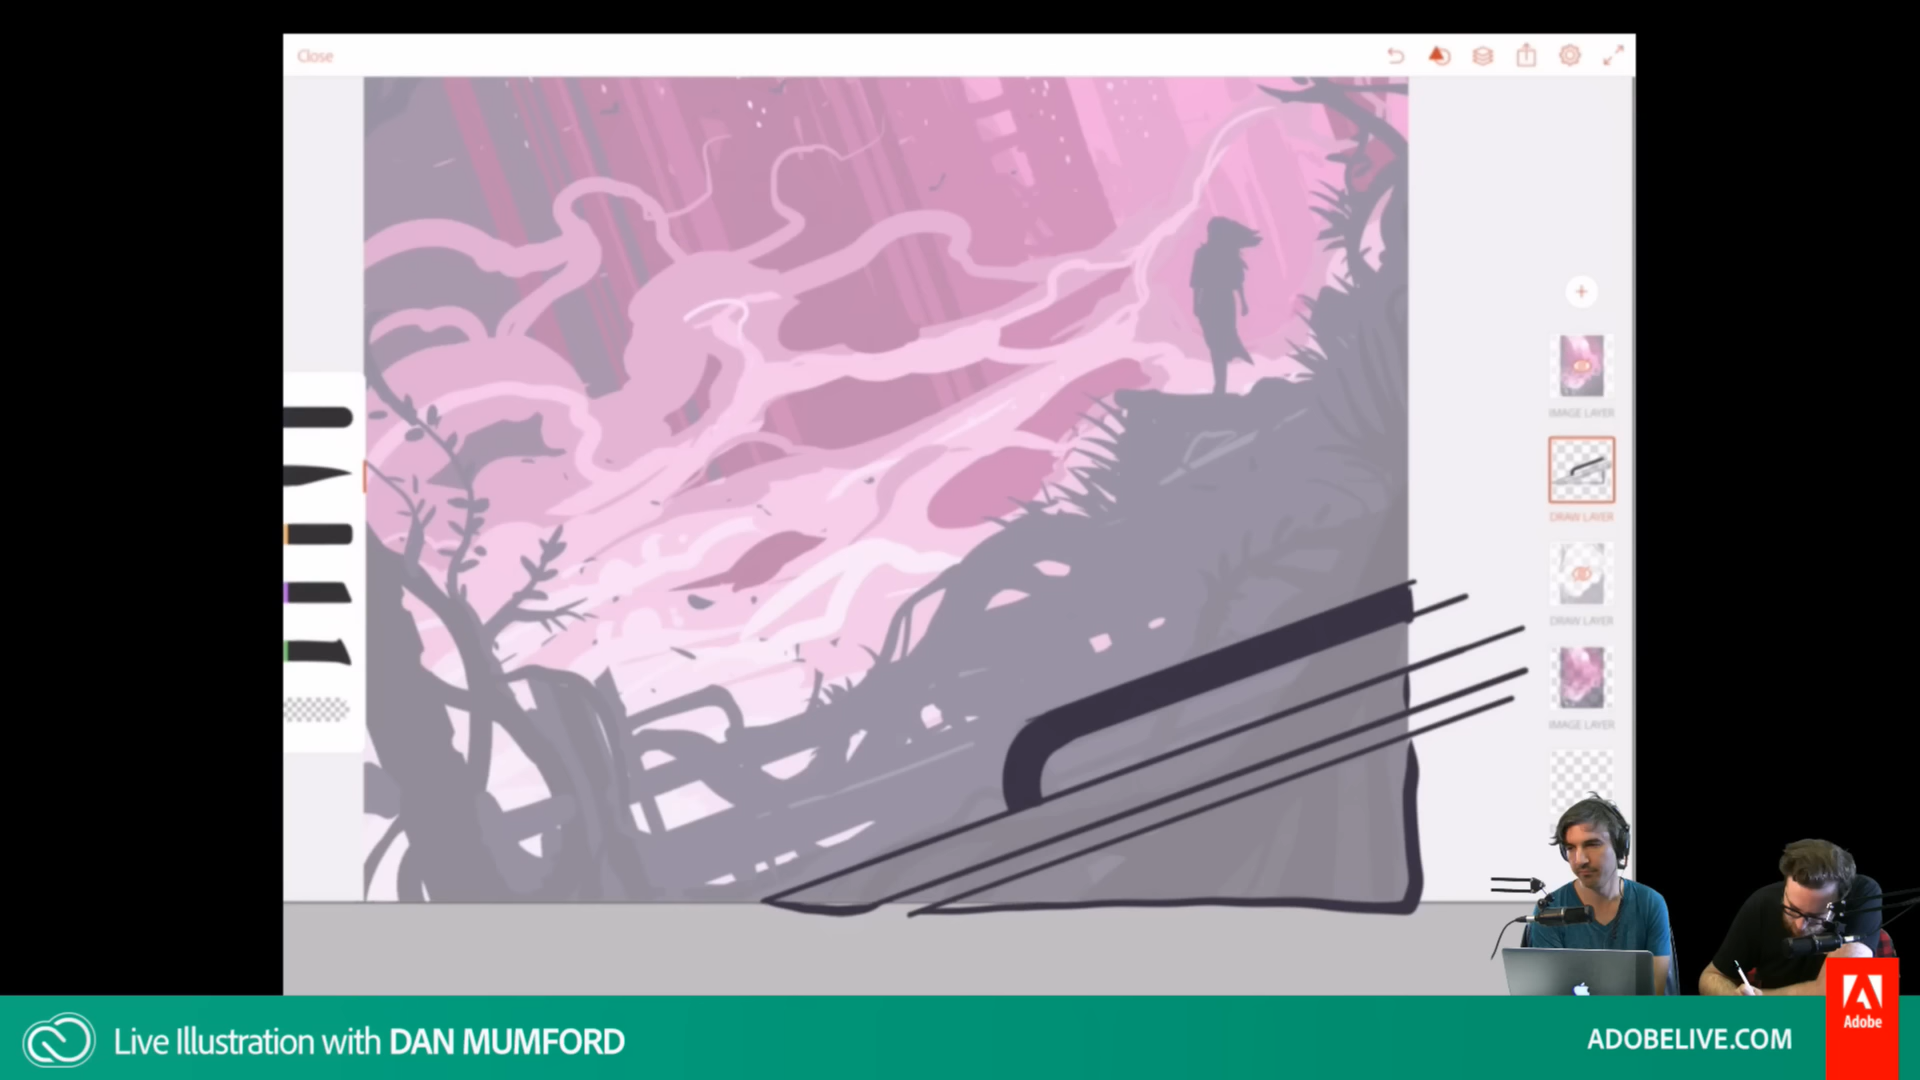 Close
IMAGE LAYER
DRAW LAYER
DRAW LAYER
IMAGE LAYER
Live Illustration with DAN MUMFORD
ADOBELIVE.COM
Adobe